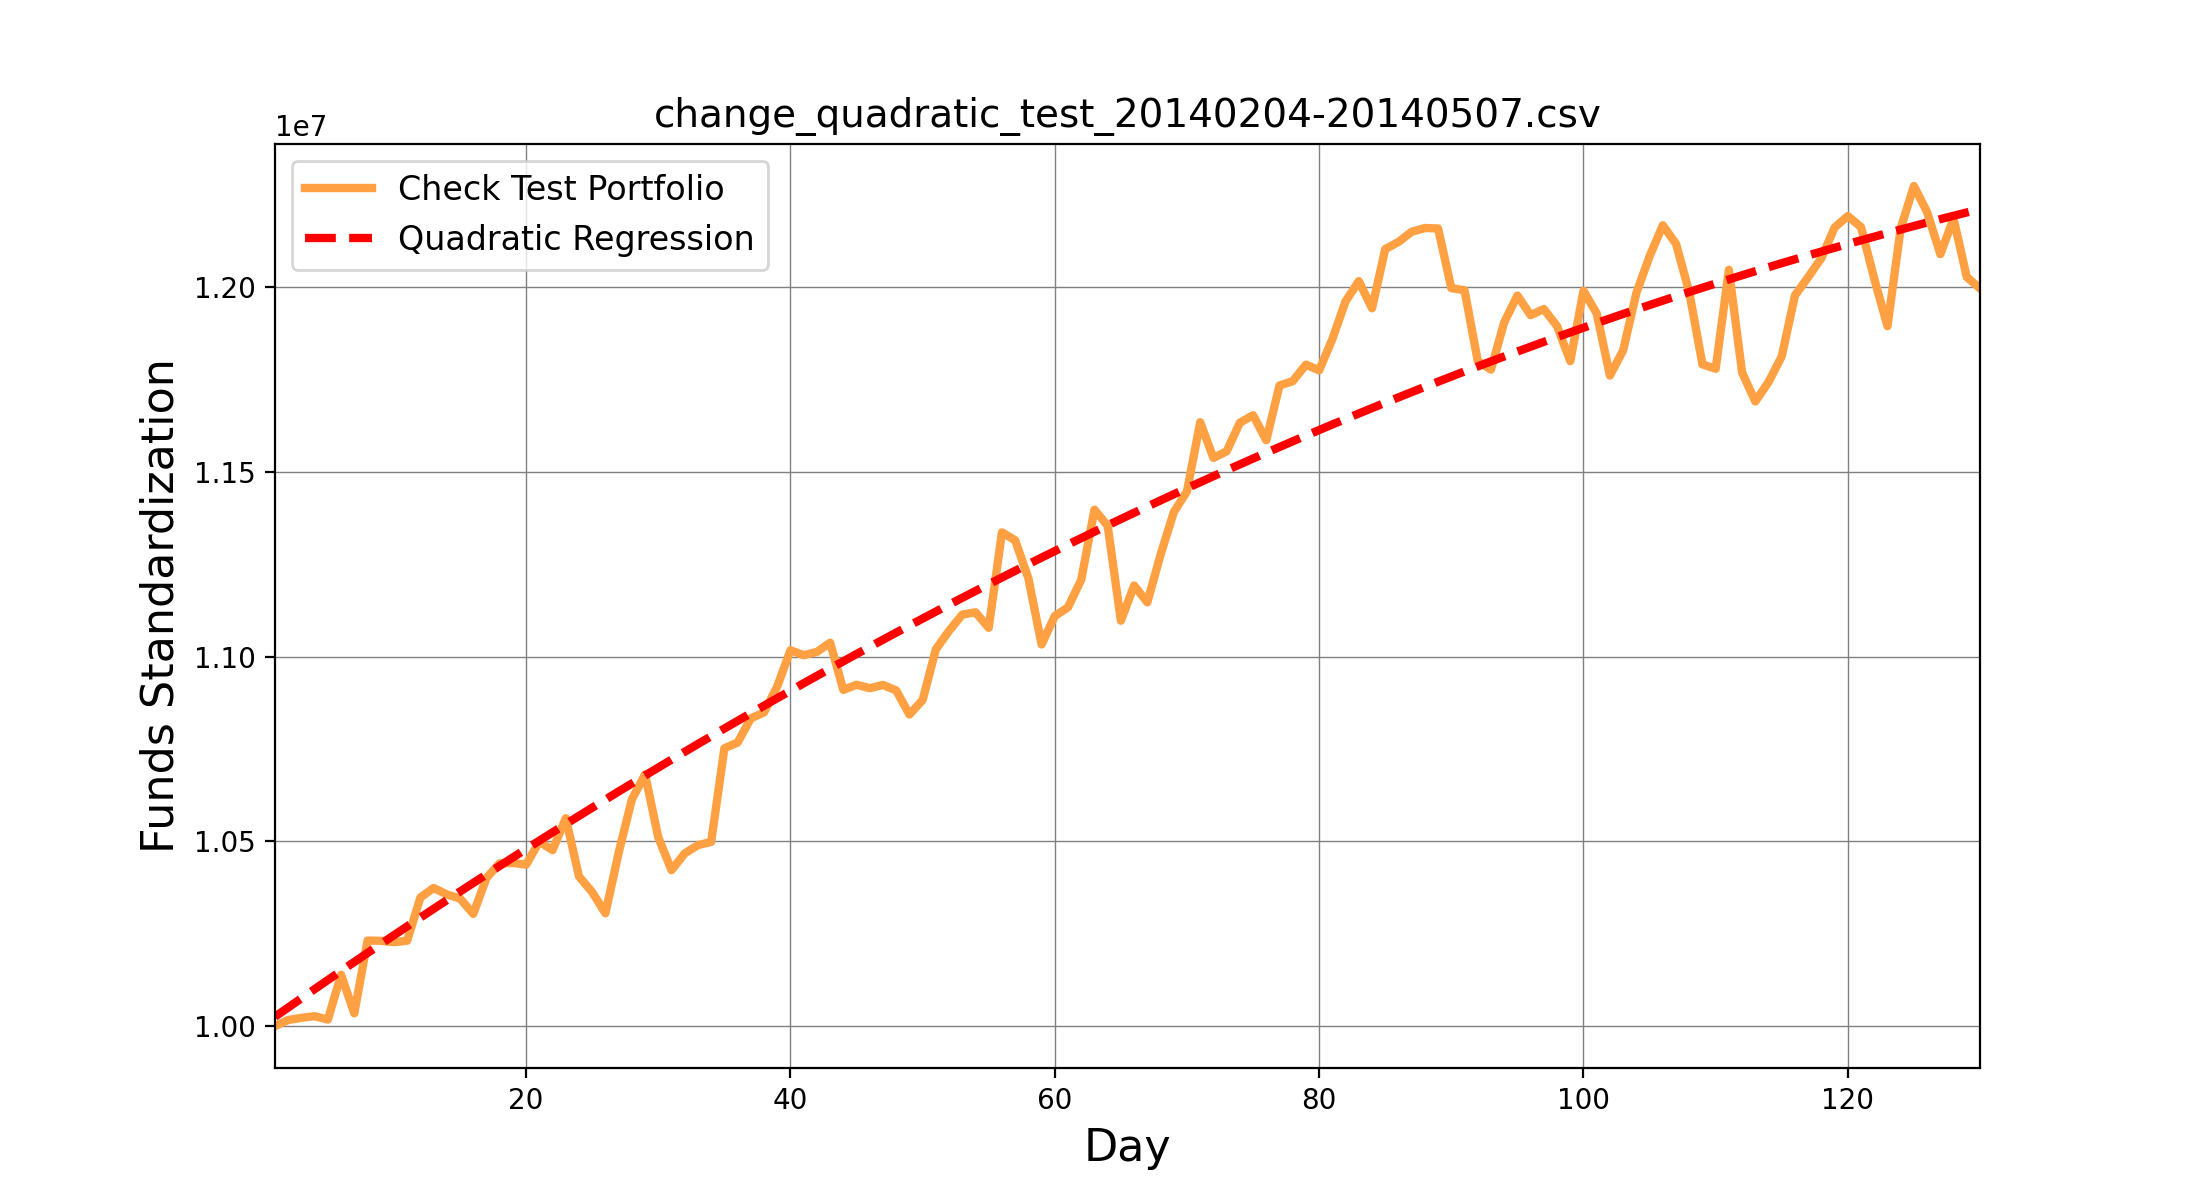 change_quadratic_test_20140204-20140507.csv
1e7
Check Test Portfolio
Quadratic Regression
Funds Standardization
1.20
1.15
1.10
1.05
1.00
20 40 60 80 100 120
Day